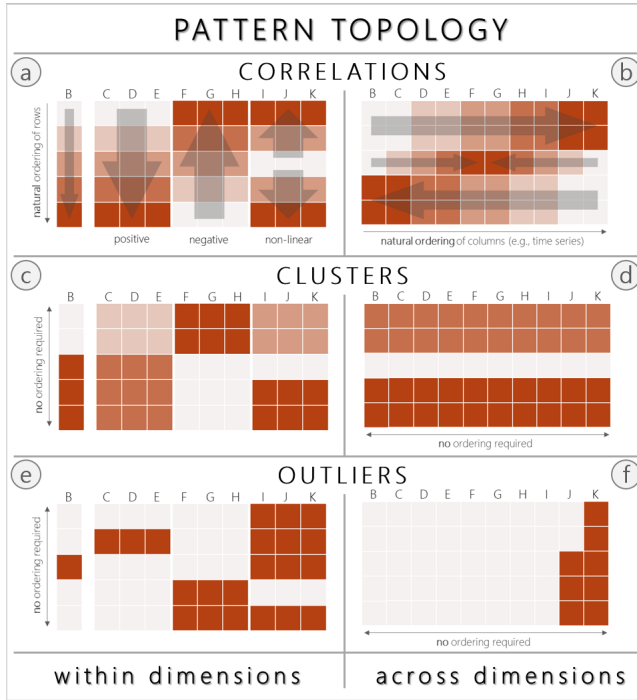 PATTERN TOPOLOGY
a
CORRELATIONS
b
B C D E F G H I J K
B C D E F G H I J K
natural ordering of rows
positive negative non-linear
natural ordering of columns (e.g., time series)
c
CLUSTERS
d
B C D E F G H I J K
B C D E F G H I J K
no ordering required
no ordering required
e
OUTLIERS
f
B C D E F G H I J K
B C D E F G H I J K
no ordering required
no ordering required
within dimensions
across dimensions